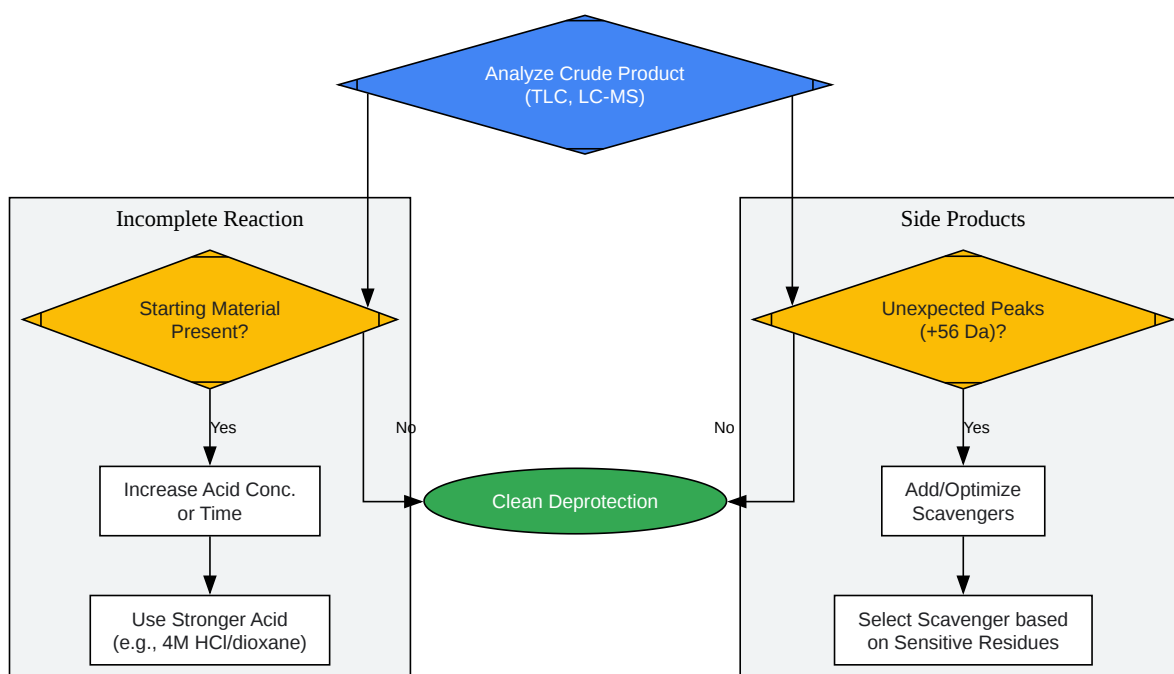 Analyze Crude Product
(TLC, LC-MS)
Incomplete Reaction
Side Products
Starting Material
Present?
Unexpected Peaks
(+56 Da)?
Yes
No
No
Yes
Increase Acid Conc.
or Time
Clean Deprotection
Add/Optimize
Scavengers
Use Stronger Acid
(e.g., 4M HCl/dioxane)
Select Scavenger based
on Sensitive Residues